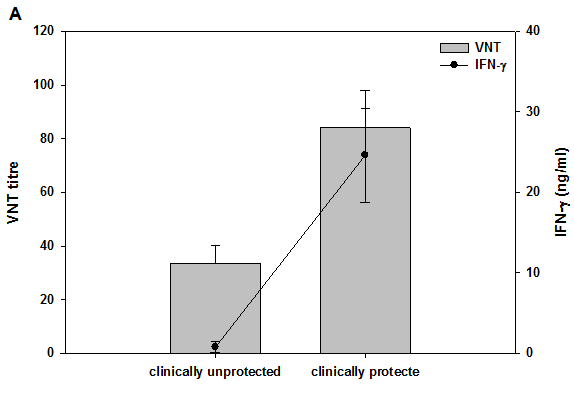 A
120
100
80
60
40
20
0
VNT titre
40
30
20
10
0
IFN-γ (ng/ml)
VNT
IFN-γ
clinically unprotected
clinically protecte